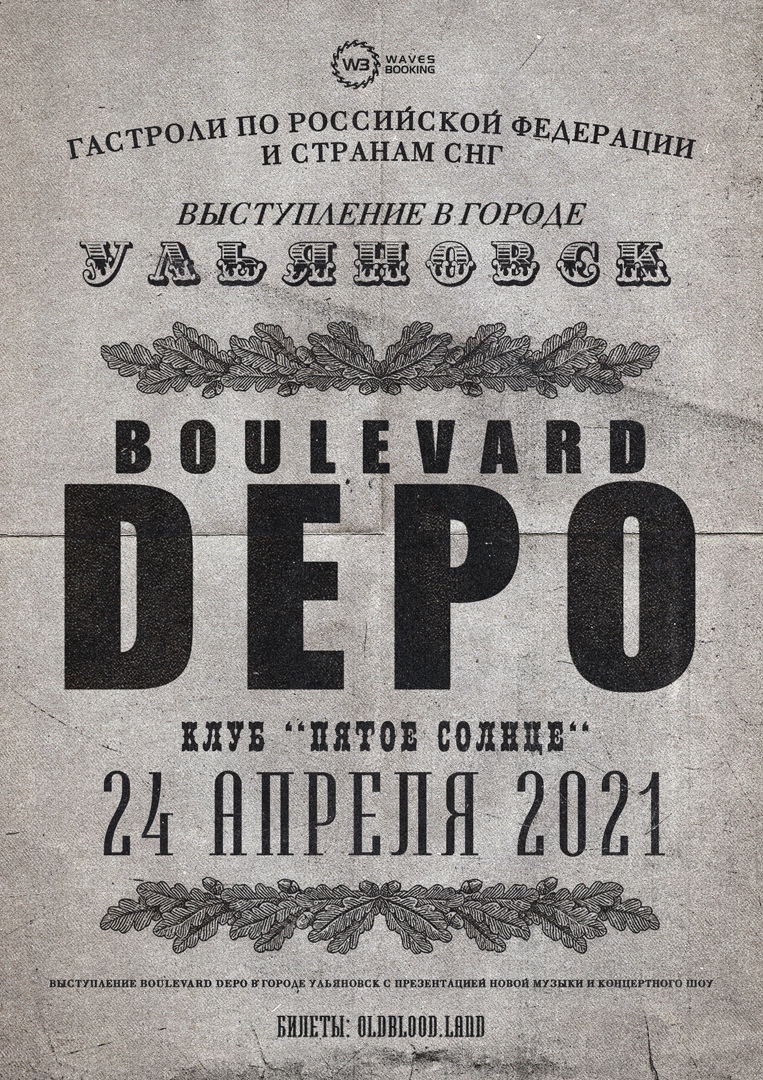 WB WAVES
BOOKING
ГАСТРОЛИ ПО РОССИЙСКОЙ ФЕДЕРАЦИИ
И СТРАНАМ СНГ
ВЫСТУПЛЕНИЕ В ГОРОДЕ
УЛЬЯНОВСК
BOULEVARD
DEPO
КЛУБ “ПЯТОЕ СОЛНЦЕ“
24 АПРЕЛЯ 2021
ВЫСТУПЛЕНИЕ BOULEVARD DEPO В ГОРОДЕ УЛЬЯНОВСК С ПРЕЗЕНТАЦИЕЙ НОВОЙ МУЗЫКИ И КОНЦЕРТНОГО ШОУ
БИЛЕТЫ: OLDBLOOD.LAND